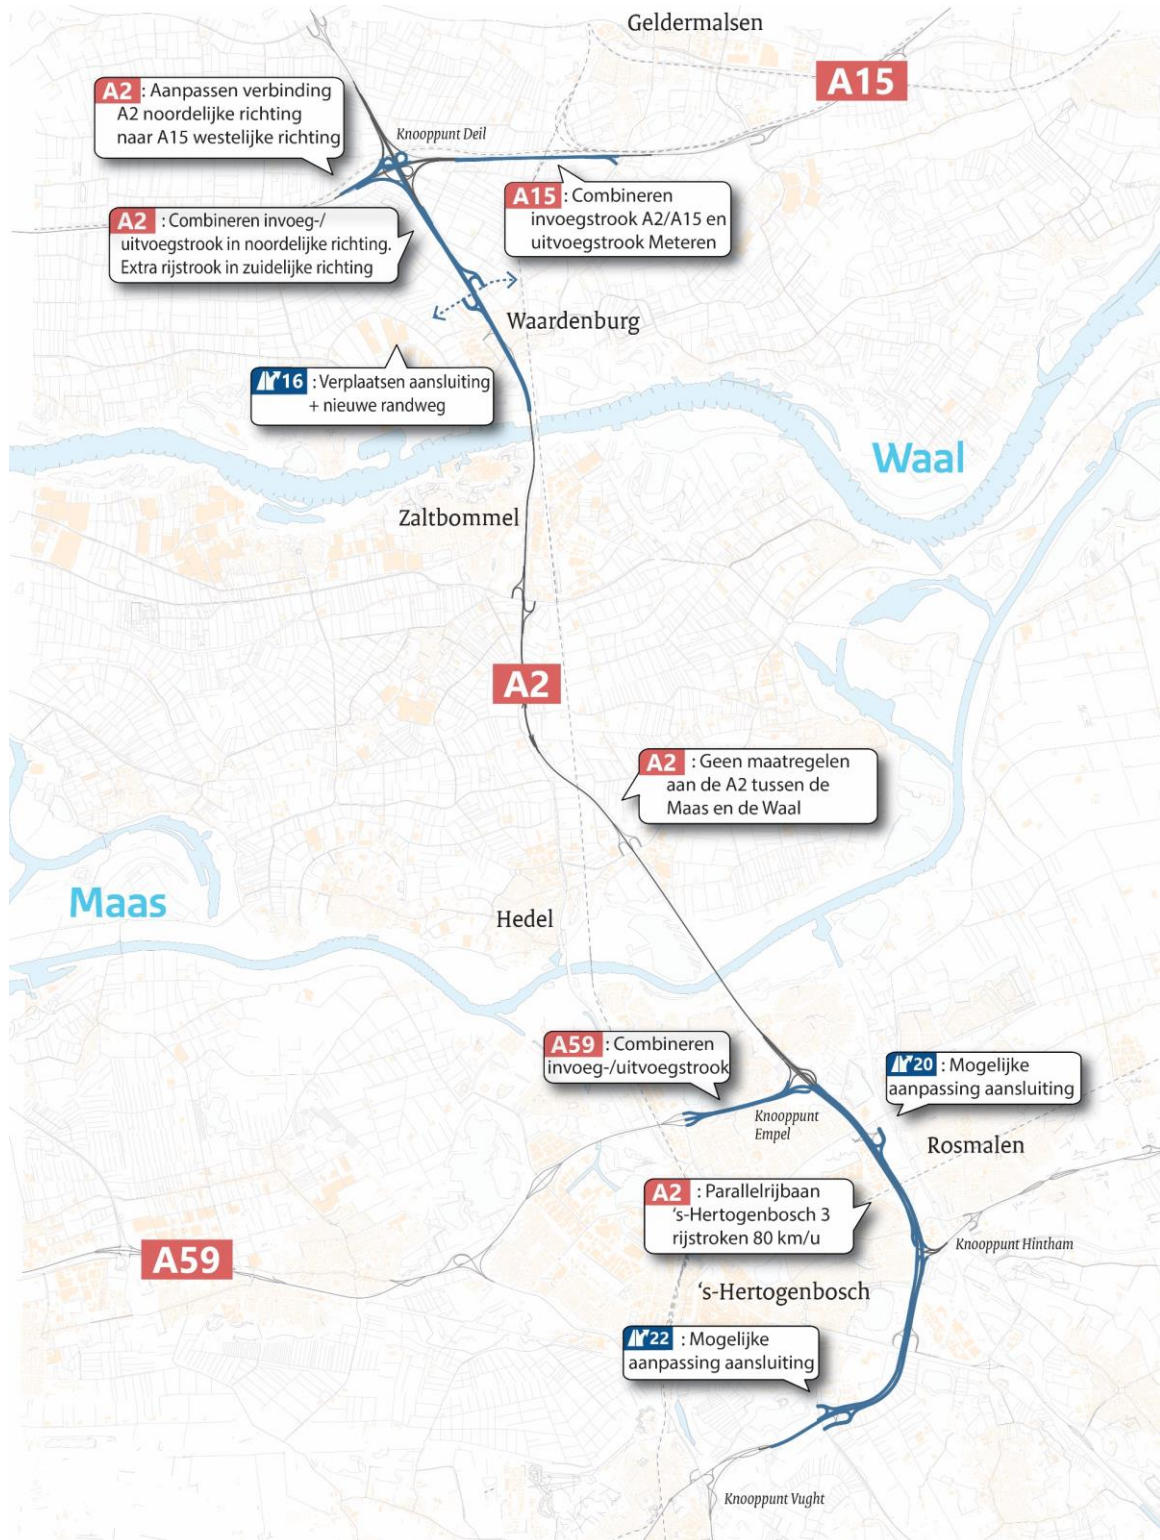 Geldermalsen
A15
A2 : Aanpassen verbinding
A2 noordelijke richting
naar A15 westelijke richting
Knooppunt Deil
A15 : Combineren
invoegstrook A2/A15 en
uitvoegstrook Meteren
A2 : Combineren invoeg-/
uitvoegstrook in noordelijke richting.
Extra rijstrook in zuidelijke richting
Waardenburg
16 : Verplaatsen aansluiting
+ nieuwe randweg
Waal
Zaltbommel
A2
A2 : Geen maatregelen
aan de A2 tussen de
Maas en de Waal
Maas
Hedel
A59 : Combineren
invoeg-/uitvoegstrook
20 : Mogelijke
aanpassing aansluiting
Knooppunt
Empel
Rosmalen
A2 : Parallelrijbaan
‘s-Hertogenbosch 3
rijstroken 80 km/u
Knooppunt Hintham
A59
‘s-Hertogenbosch
22 : Mogelijke
aanpassing aansluiting
Knooppunt Vught